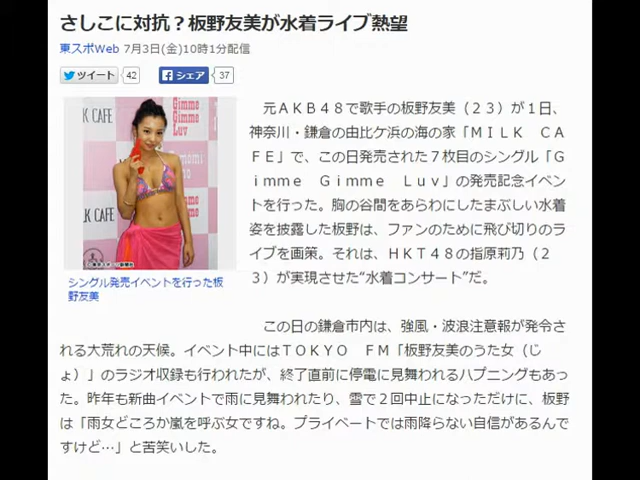 さしこに対抗？板野友美が水着ライブ熱望
東スポWeb 7月3日(金)10時1分配信
ツイート 42 シェア 37
K CAFE
Gimme
Gimme
Luv
MILK CAFE
シングル発売イベントを行った板
野友美
元ＡＫＢ４８で歌手の板野友美（２３）が１日、
神奈川・鎌倉の由比ケ浜の海の家「ＭＩＬＫ　ＣＡ
ＦＥ」で、この日発売された７枚目のシングル「Ｇ
ｉｍｍｅ　Ｇｉｍｍｅ　Ｌｕｖ」の発売記念イベン
トを行った。胸の谷間をあらわにしたまぶしい水着
姿を披露した板野は、ファンのために飛び切りのラ
イブを画策。それは、ＨＫＴ４８の指原莉乃（２
３）が実現させた“水着コンサート”だ。
この日の鎌倉市内は、強風・波浪注意報が発令さ
れる大荒れの天候。イベント中にはＴＯＫＹＯ　ＦＭ「板野友美のうた女（じ
ょ）」のラジオ収録も行われたが、終了直前に停電に見舞われるハプニングもあっ
た。昨年も新曲イベントで雨に見舞われたり、雪で２回中止になっただけに、板野
は「雨女どころか嵐を呼ぶ女ですね。プライベートでは雨降らない自信があるんで
すけど…」と苦笑いした。